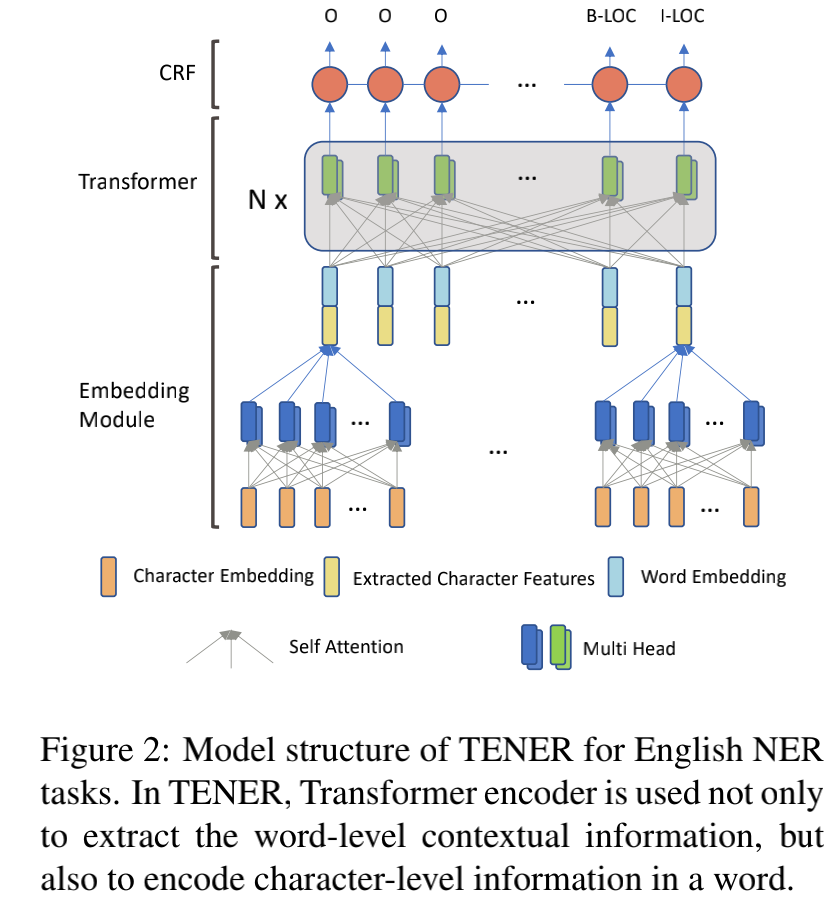 O O O B-LOC I-LOC
CRF
...
Transformer
N x
...
...
Embedding
Module
... ...
...
... ...
Character Embedding Extracted Character Features Word Embedding
Self Attention Multi Head
Figure 2: Model structure of TENER for English NER
tasks. In TENER, Transformer encoder is used not only
to extract the word-level contextual information, but
also to encode character-level information in a word.